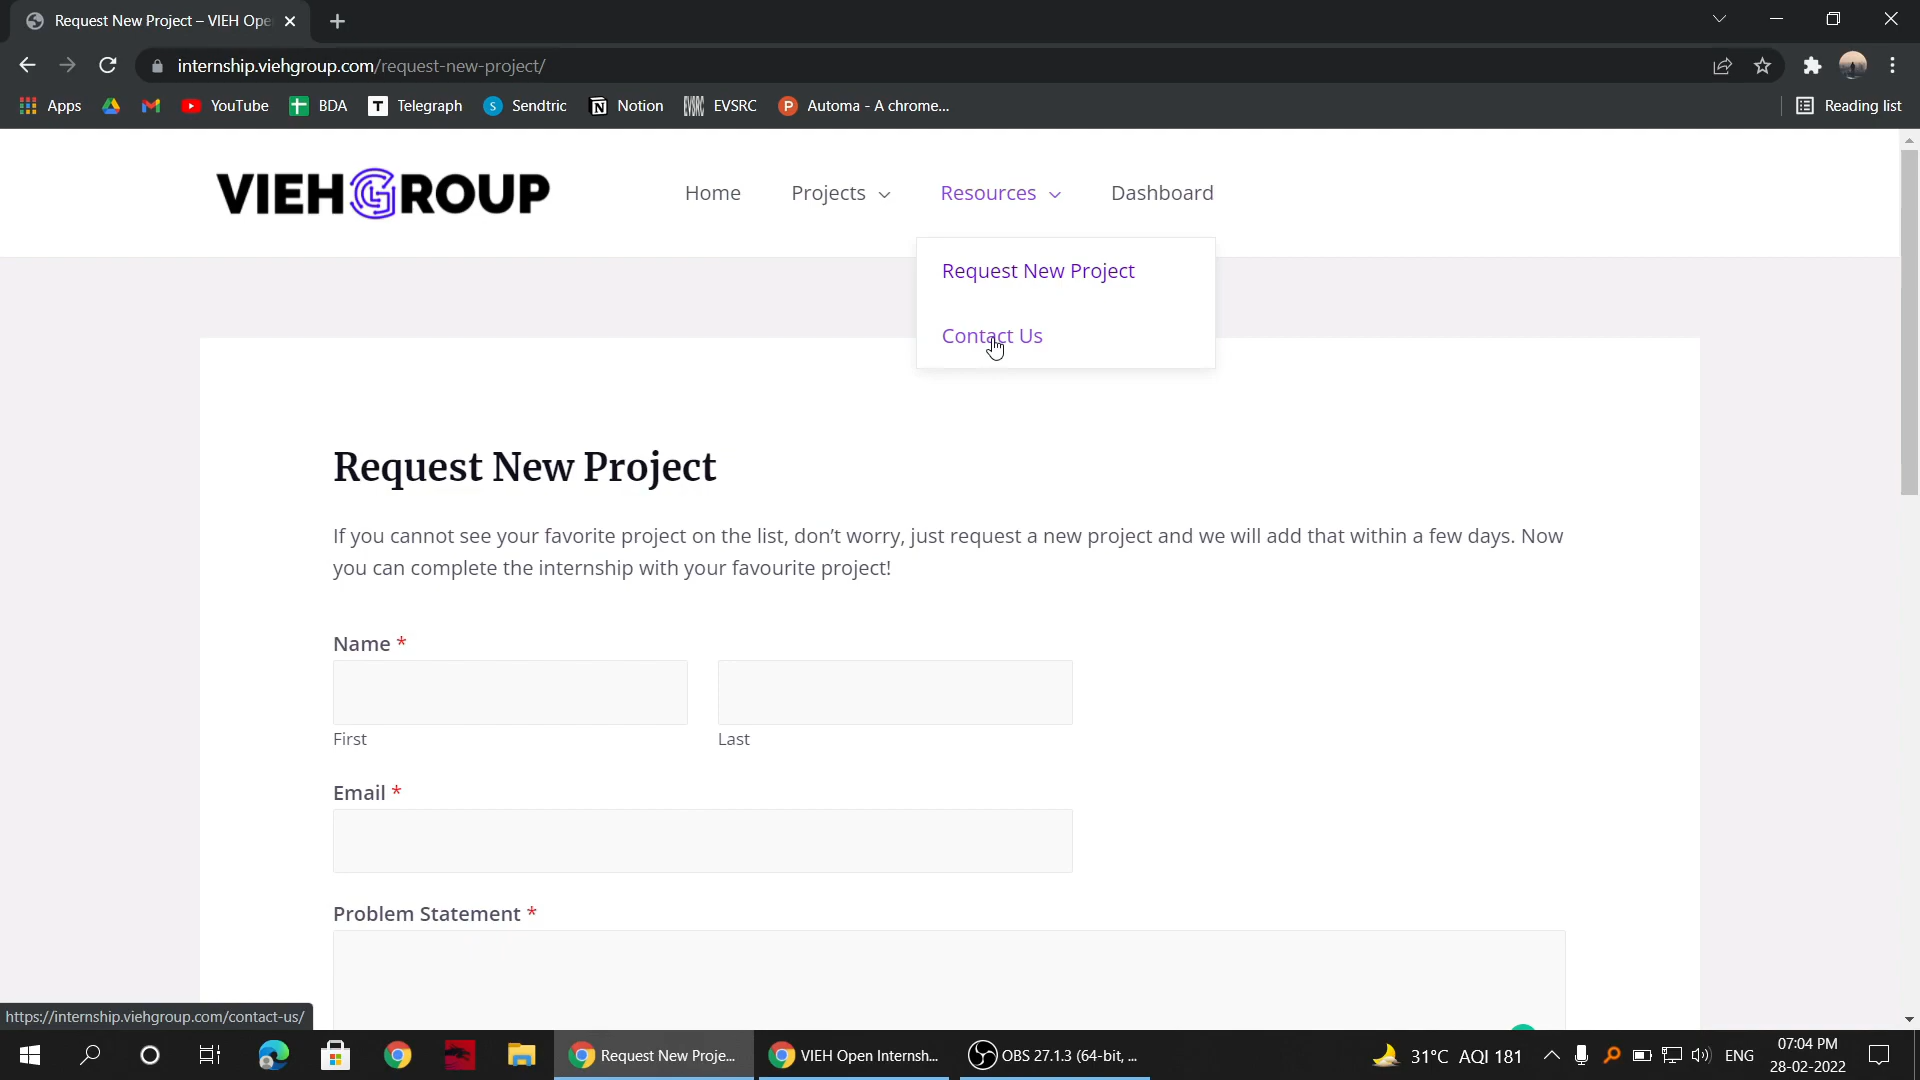 Request New Project – VIEH Ope
internship.viehgroup.com/request-new-project/
Apps
YouTube
BDA
T Telegraph
S Sendtric
Notion
EVSRC EVSRC
P Automa - A chrome...
Reading list
VIEHGROUP
Home
Projects
Resources
Dashboard
Request New Project
Contact Us
Request New Project
If you cannot see your favorite project on the list, don’t worry, just request a new project and we will add that within a few days. Now
you can complete the internship with your favourite project!
Name *
First
Last
Email *
Problem Statement *
https://internship.viehgroup.com/contact-us/
Request New Proje...
VIEH Open Internsh...
OBS 27.1.3 (64-bit, ...
31°C AQI 181
ENG
07:04 PM
28-02-2022